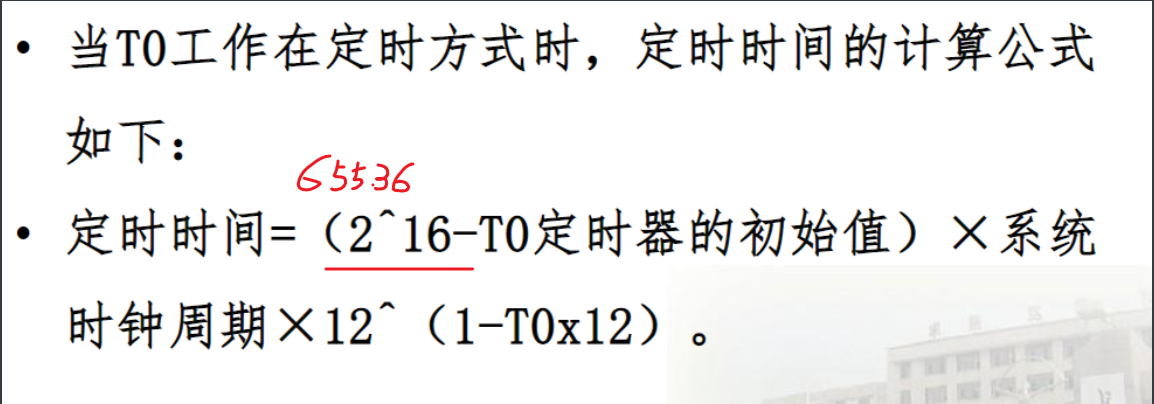 • 当T0工作在定时方式时，定时时间的计算公式
如下：
65536
• 定时时间=（2^16-T0定时器的初始值）×系统
时钟周期×12^（1-T0x12）。